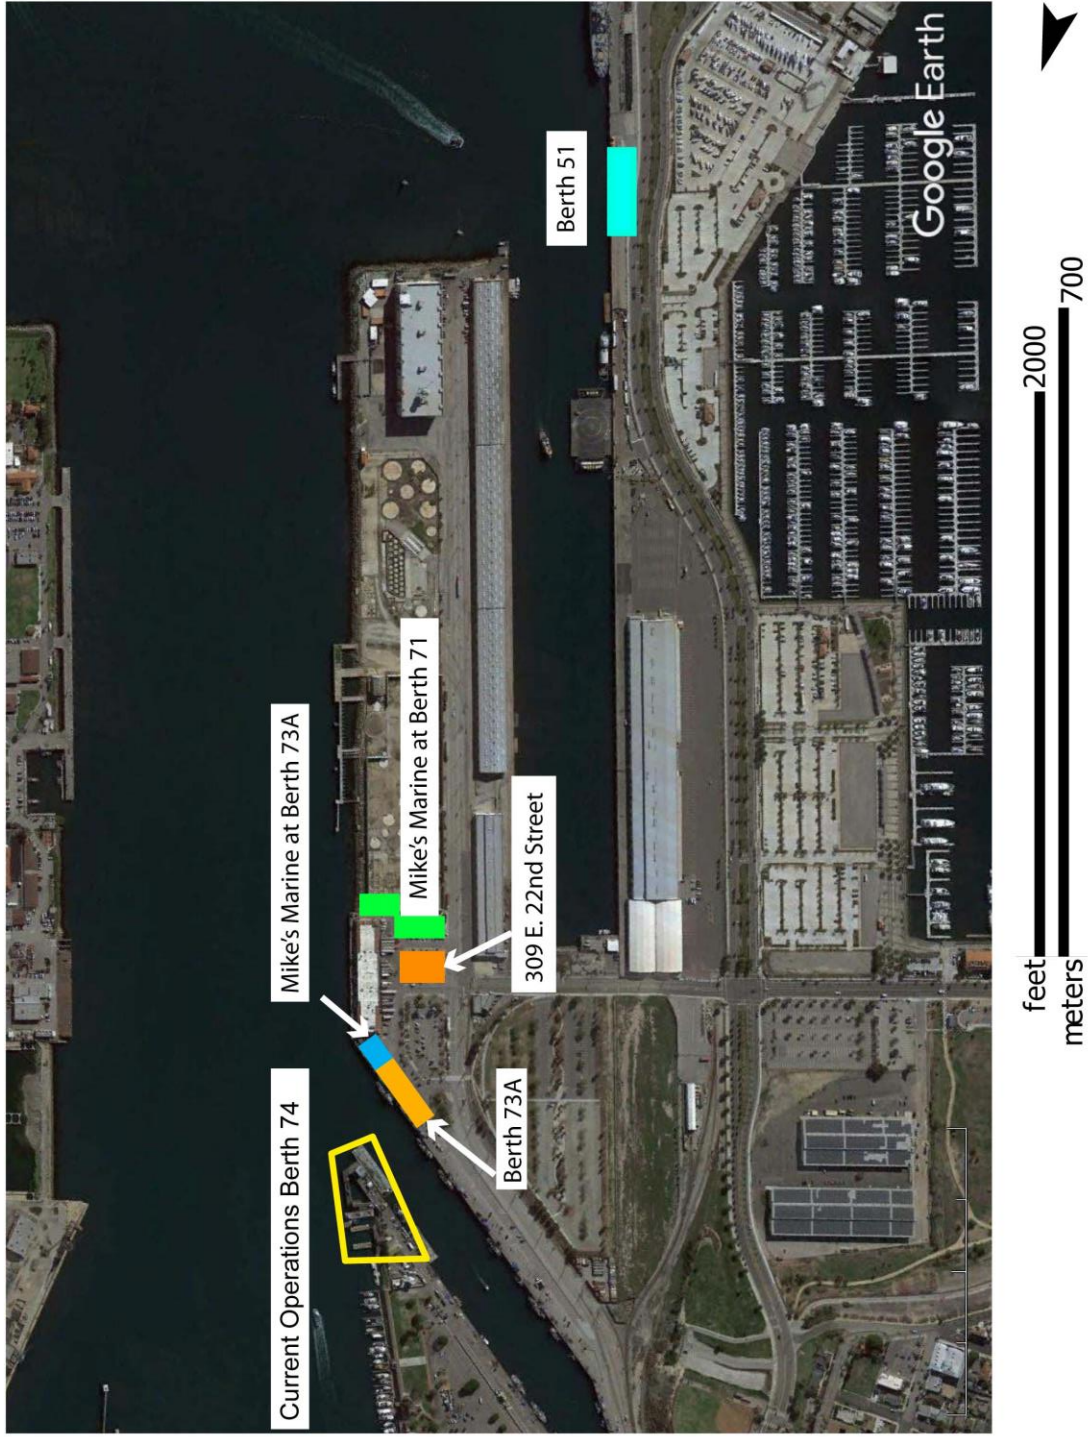 Current Operations Berth 74
Mike's Marine at Berth 73A
Berth 73A
309 E. 22nd Street
Mike's Marine at Berth 71
Berth 51
Google Earth
feet
2000
meters
700